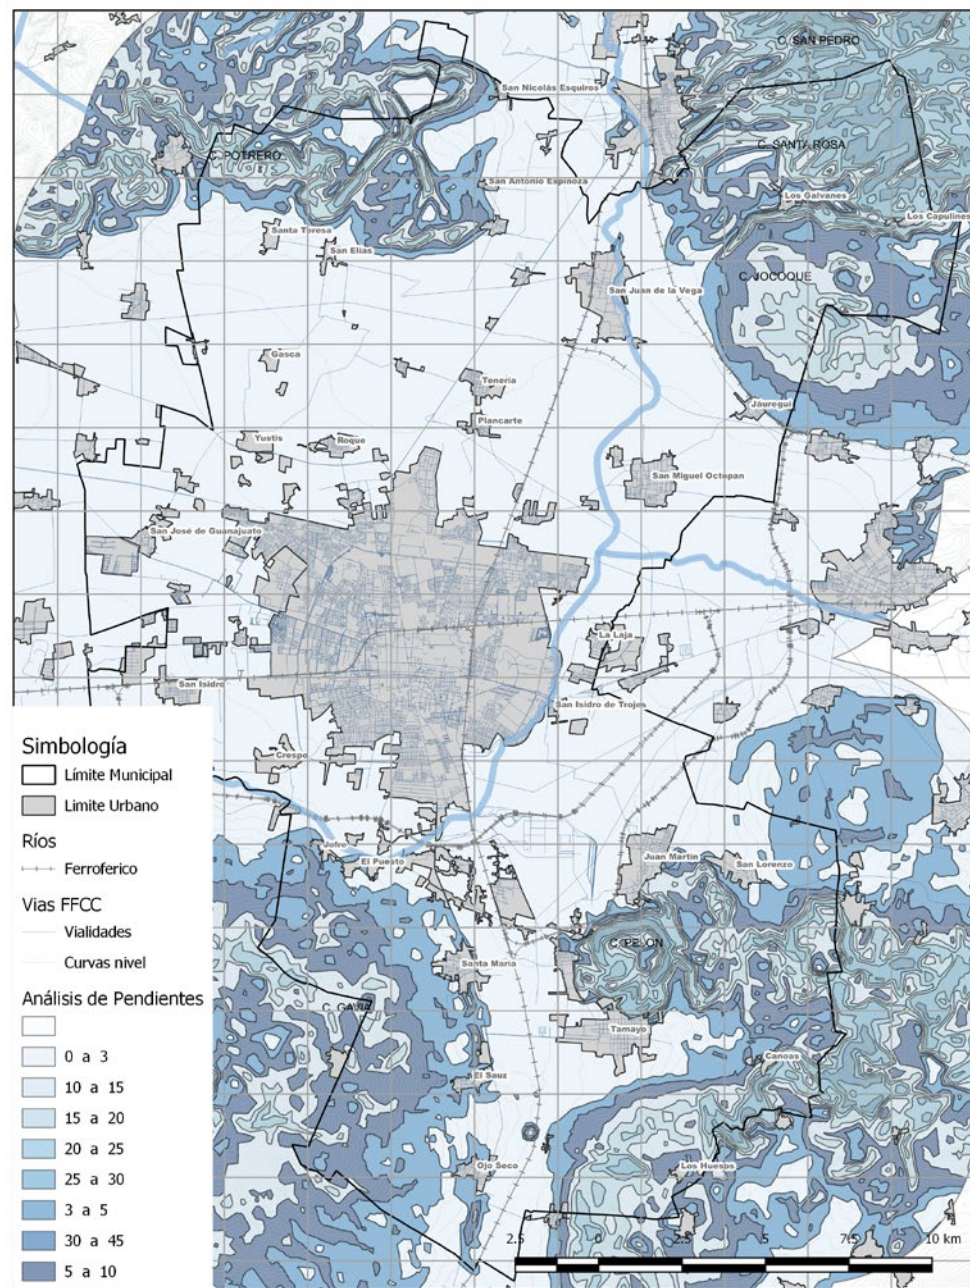 C. SAN PEDRO
San Nicolás Esquiros
C. SANTA ROSA
C. POTRERO
San Antonio Espinoza
Los Galvanes
Los Capulines
Santa Teresa
San Elías
C. JOCOQUE
San Juan de la Vega
Gasca
Tenería
Jáuregui
Plancarte
Yustis
Roque
San Miguel Octopan
San José de Guanajuato
La Laja
San Isidro
San Isidro de Trojes
Crespo
Jofre
El Puesto
Juan Martín
San Lorenzo
C. PELON
Santa María
C. GAVIA
Tamayo
Canoas
El Sauz
Ojo Seco
Los Huesos
Simbología
Límite Municipal
Limite Urbano
Ríos
Ferroferico
Vias FFCC
Vialidades
Curvas nivel
Análisis de Pendientes
0 a 3
10 a 15
15 a 20
20 a 25
25 a 30
3 a 5
30 a 45
5 a 10
2.5 0 2.5 5 7.5 10 km